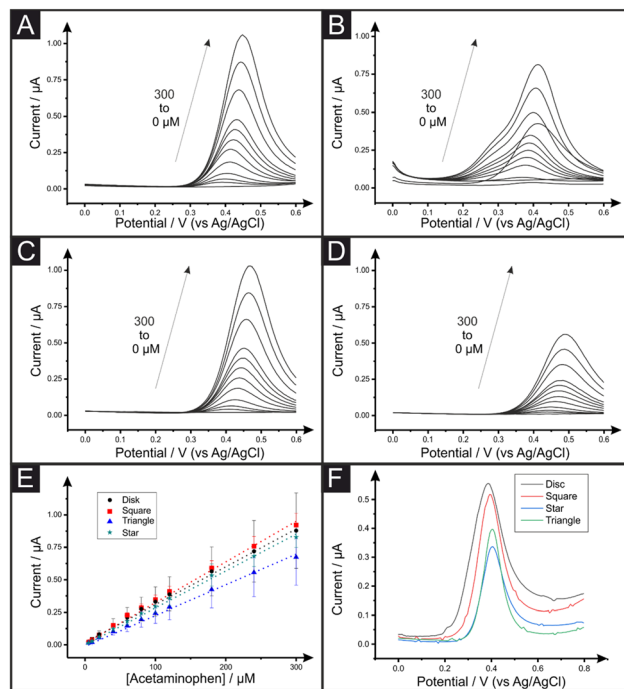 A
Current / µA
1.00
0.75
0.50
0.25
0.00
300
to
0 µM
0.0 0.1 0.2 0.3 0.4 0.5 0.6
Potential / V (vs Ag/AgCl)
B
Current / µA
1.00
0.75
0.50
0.25
0.00
300
to
0 µM
0.0 0.1 0.2 0.3 0.4 0.5 0.6
Potential / V (vs Ag/AgCl)
C
Current / µA
1.00
0.75
0.50
0.25
0.00
300
to
0 µM
0.0 0.1 0.2 0.3 0.4 0.5 0.6
Potential / V (vs Ag/AgCl)
D
Current / µA
1.00
0.75
0.50
0.25
0.00
300
to
0 µM
0.0 0.1 0.2 0.3 0.4 0.5 0.6
Potential / V (vs Ag/AgCl)
E
Current / µA
1.00
0.75
0.50
0.25
0.00
Disk
Square
Triangle
Star
0 50 100 150 200 250 300
[Acetaminophen] / µM
F
Current / µA
0.5
0.4
0.3
0.2
0.1
0.0
Disc
Square
Star
Triangle
0.0 0.2 0.4 0.6 0.8
Potential / V (vs Ag/AgCl)